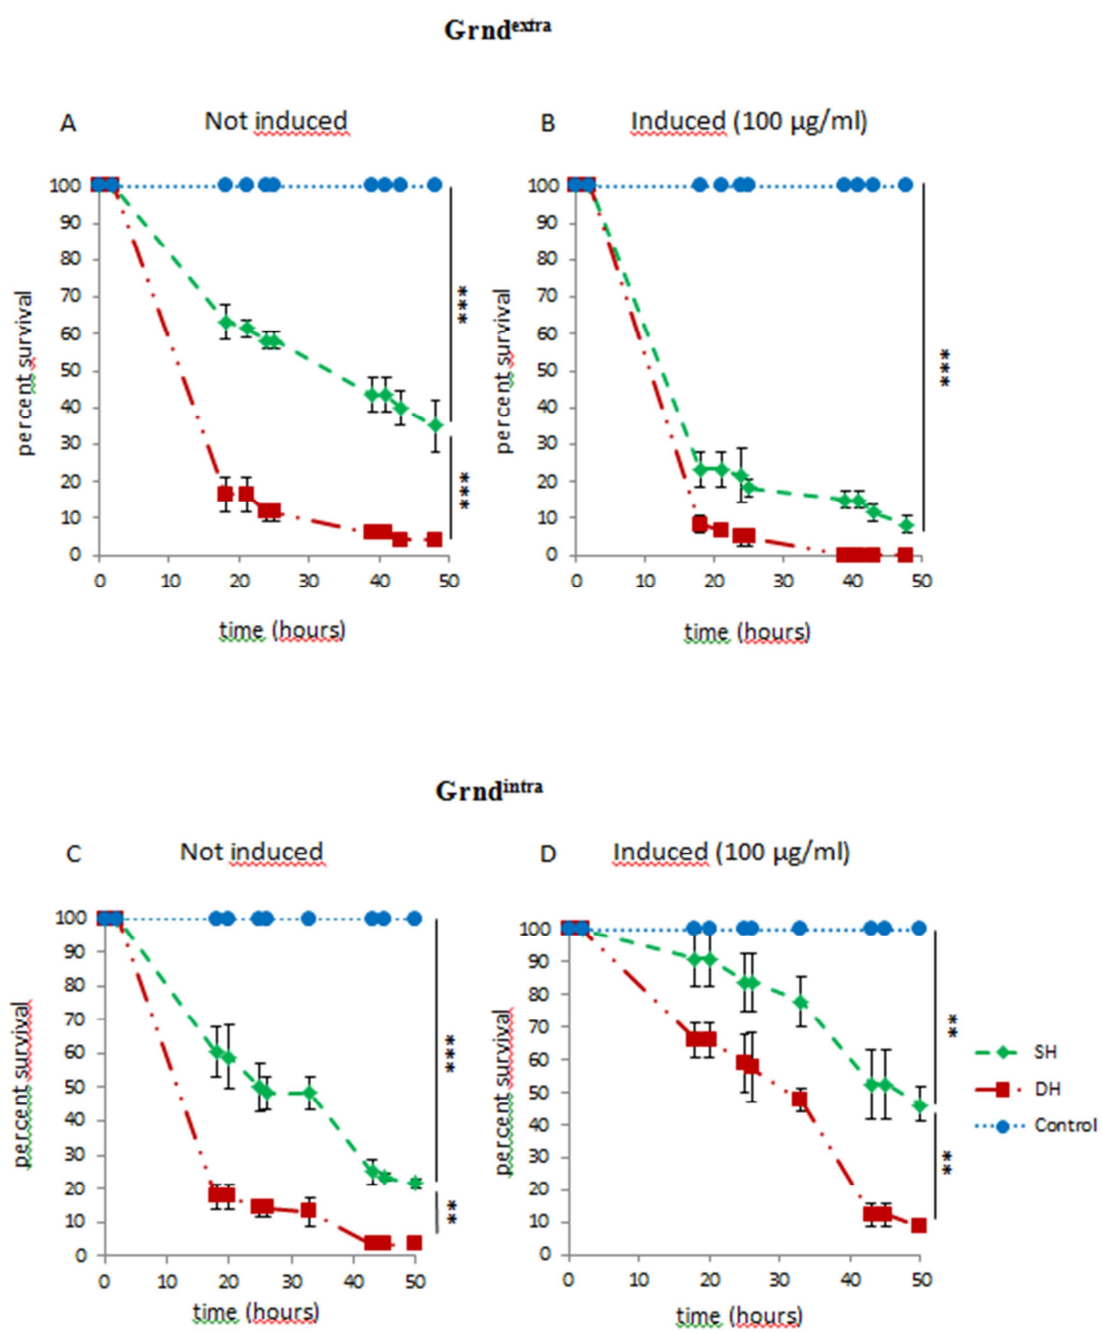 Grndextra
A Not induced
B Induced (100 µg/ml)
100
90
80
70
60
50
40
30
20
10
0
0 10 20 30 40 50
percent survival
time (hours)
***
***
100
90
80
70
60
50
40
30
20
10
0
0 10 20 30 40 50
percent survival
time (hours)
***
Grndintra
C Not induced
D Induced (100 µg/ml)
100
90
80
70
60
50
40
30
20
10
0
0 10 20 30 40 50
percent survival
time (hours)
***
**
100
90
80
70
60
50
40
30
20
10
0
0 10 20 30 40 50
percent survival
time (hours)
**
**
SH
DH
Control